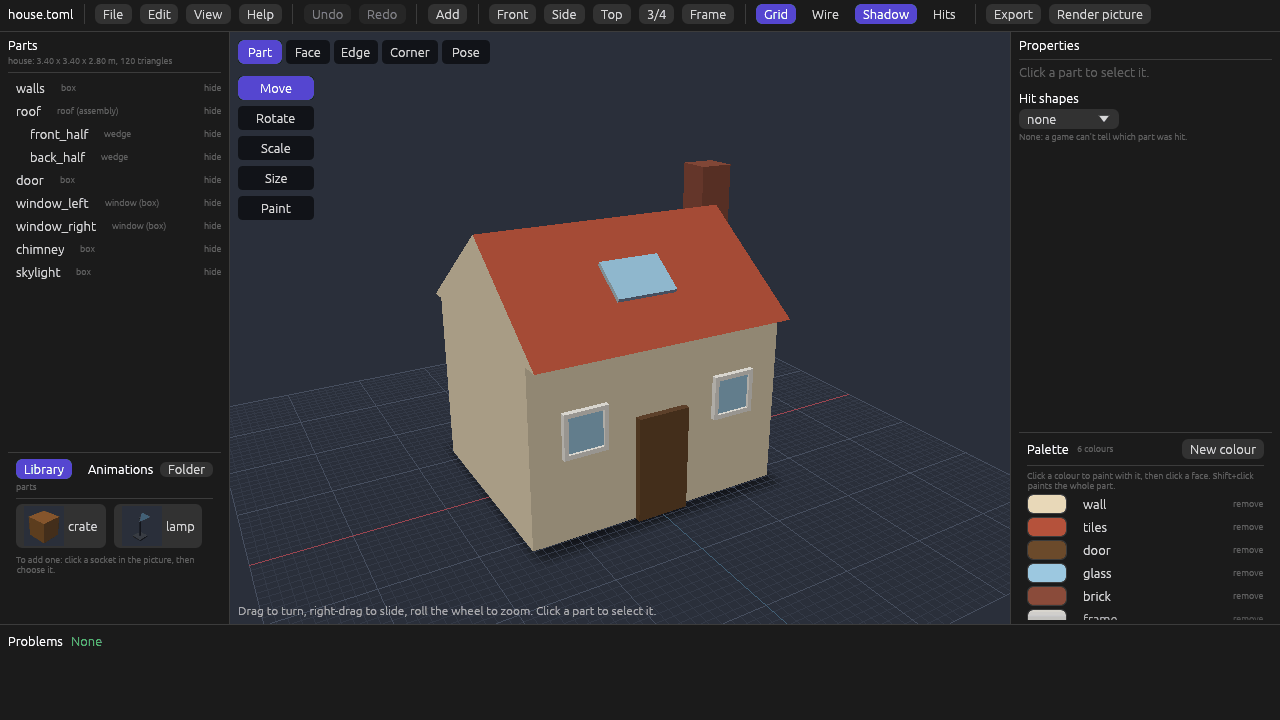 house.toml File Edit View Help Undo Redo Add Front Side Top 3/4 Frame Grid Wire Shadow Hits Export Render picture
Parts
house: 3.40 x 3.40 x 2.80 m, 120 triangles
walls box hide
roof roof (assembly) hide
front_half wedge hide
back_half wedge hide
door box hide
window_left window (box) hide
window_right window (box) hide
chimney box hide
skylight box hide
Library Animations Folder
parts
crate lamp
To add one: click a socket in the picture, then
choose it.
Part Face Edge Corner Pose
Move
Rotate
Scale
Size
Paint
Drag to turn, right-drag to slide, roll the wheel to zoom. Click a part to select it.
Properties
Click a part to select it.
Hit shapes
none
None: a game can't tell which part was hit.
Palette 6 colours New colour
Click a colour to paint with it, then click a face. Shift+click
paints the whole part.
wall remove
tiles remove
door remove
glass remove
brick remove
frame remove
Problems None